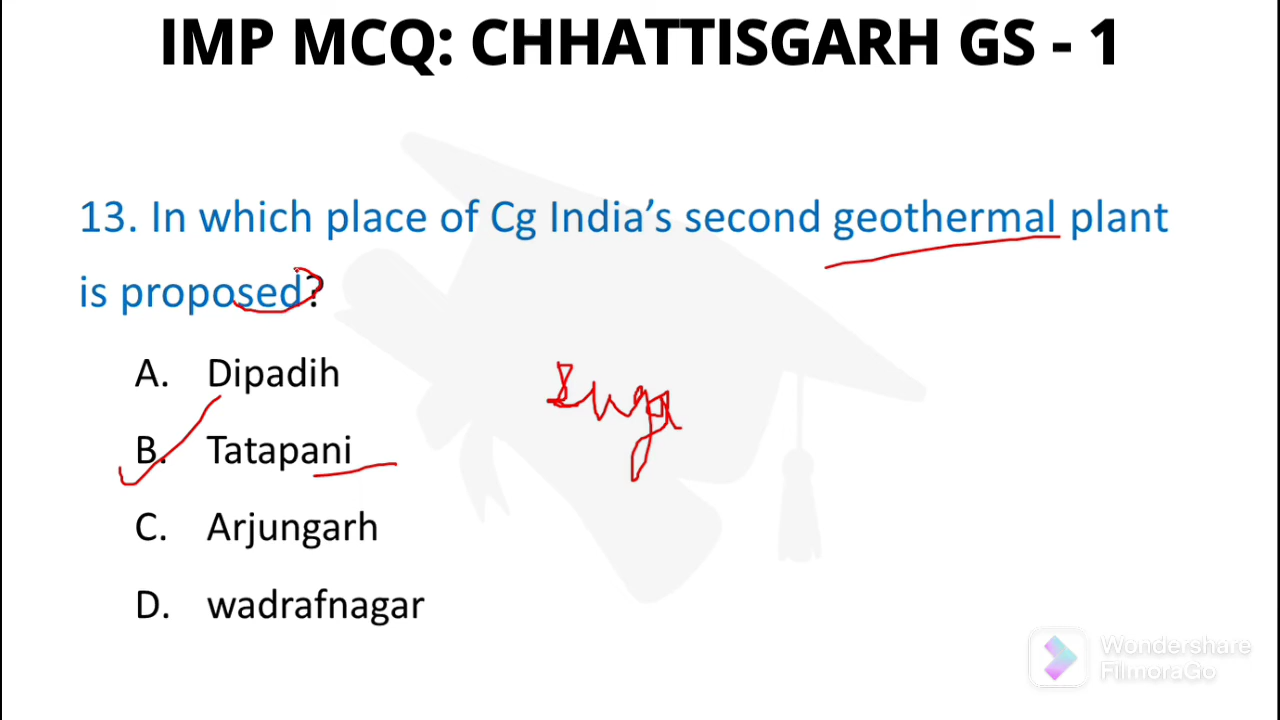 IMP MCQ: CHHATTISGARH GS - 1
13. In which place of Cg India's second geothermal plant
is proposed?
A. Dipadih
B. Tatapani
C. Arjungarh
D. wadrafnagar
Wondershare
FilmoraGo